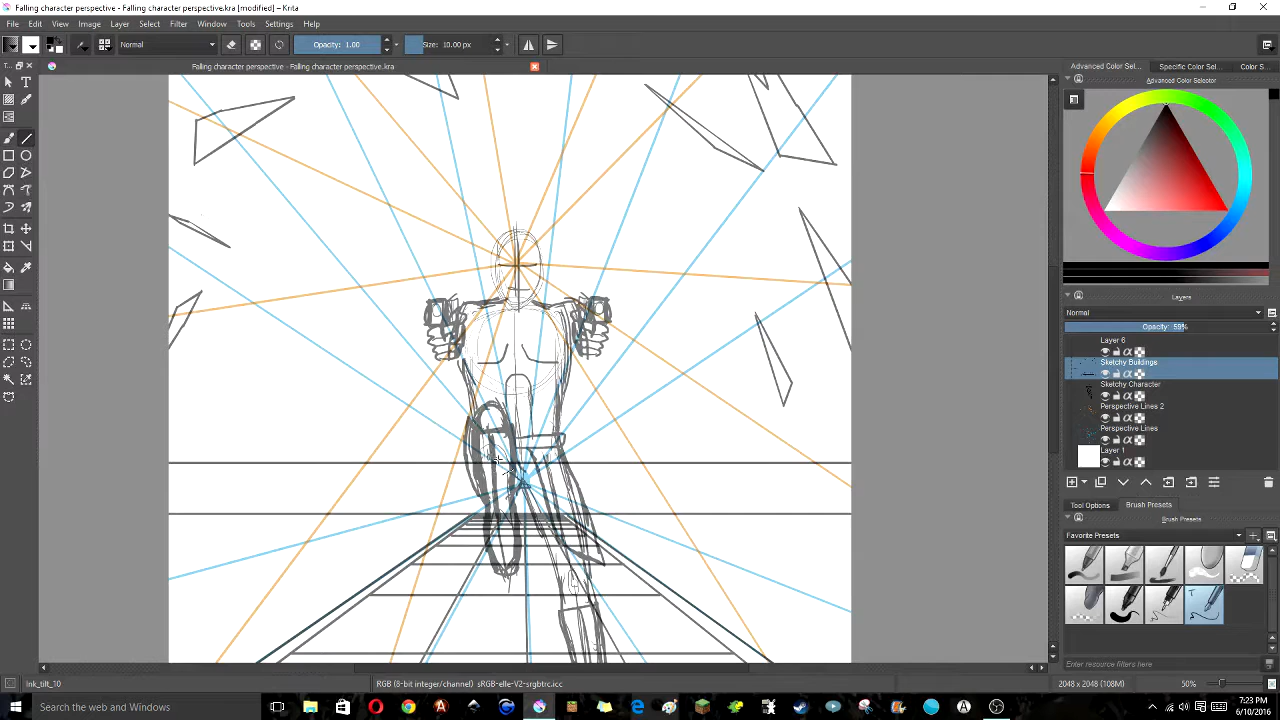 Falling character perspective.kra [modified] - Krita
File Edit View Image Layer Select Filter Window Tools Settings Help
Normal Opacity: 1.00 Size: 10.00 px
T... Falling character perspective - Falling character perspective.kra Advanced Color Sel... Specific Color Sel... Color S...
Advanced Color Selector
Layers
Normal
Opacity: 59%
Layer 6
Sketchy Buildings
Sketchy Character
Perspective Lines 2
Perspective Lines
Layer 1
Tool Options Brush Presets
Brush Presets
Favorite Presets
T
Enter resource filters here
ink_tilt_10 RGB (8-bit integer/channel) sRGB-elle-V2-srgbtrc.icc 2048 x 2048 (108M) 50%
Search the web and Windows 7:23 PM
6/10/2016